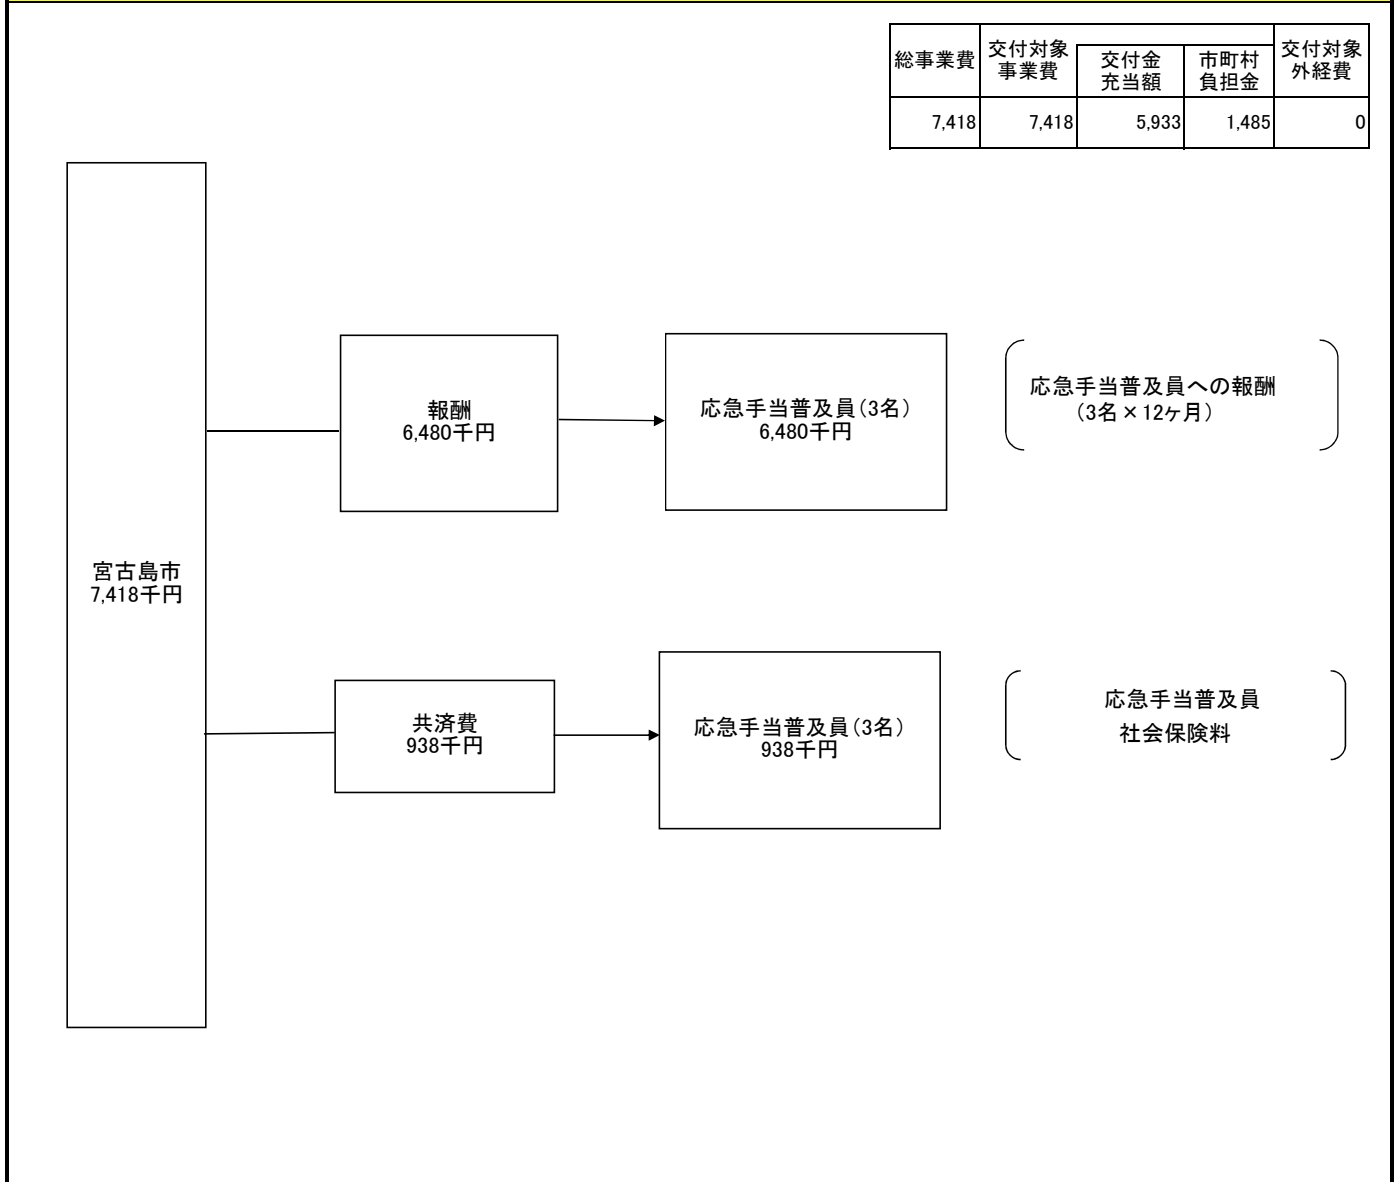 総事業費
交付対象
事業費
交付金
充当額
市町村
負担金
交付対象
外経費
7,418
7,418
5,933
1,485
0
報酬
6,480千円
応急手当普及員（3名）
6,480千円
応急手当普及員への報酬
（3名×12ヶ月）
宮古島市
7,418千円
共済費
938千円
応急手当普及員（3名）
938千円
応急手当普及員
社会保険料